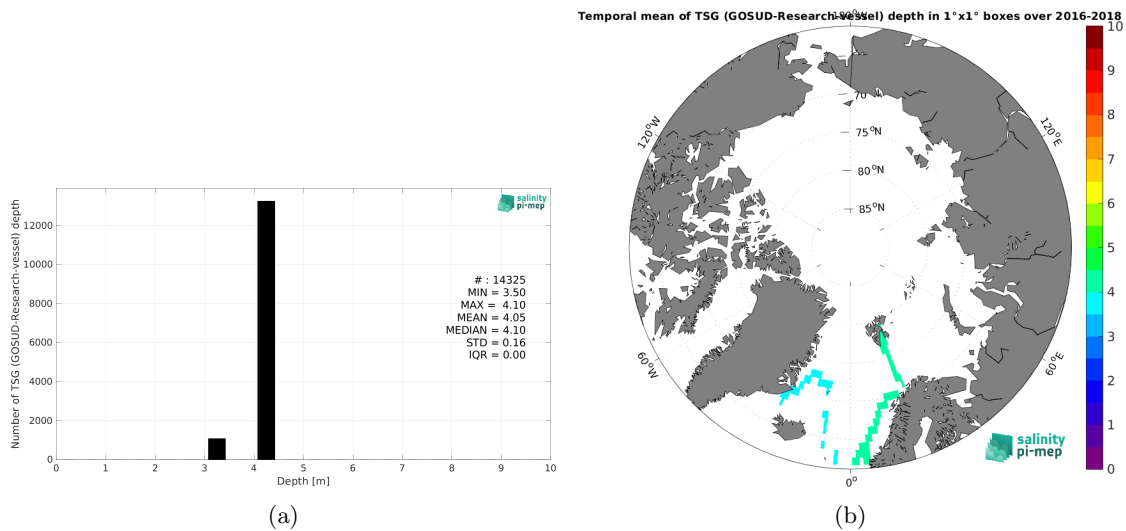 Temporal mean of TSG (GOSUD-Research-vessel) depth in 1°x1° boxes over 2016-2018
180°W
120°W
120°E
70
75°N
80°N
85°N
60°W
60°E
0°
10
9
8
7
6
5
4
3
2
1
0
salinity
pi-mep
Number of TSG (GOSUD-Research-vessel) depth
12000
10000
8000
6000
4000
2000
0
# : 14325
MIN = 3.50
MAX = 4.10
MEAN = 4.05
MEDIAN = 4.10
STD = 0.16
IQR = 0.00
salinity
pi-mep
0 1 2 3 4 5 6 7 8 9 10
Depth [m]
(a)
(b)